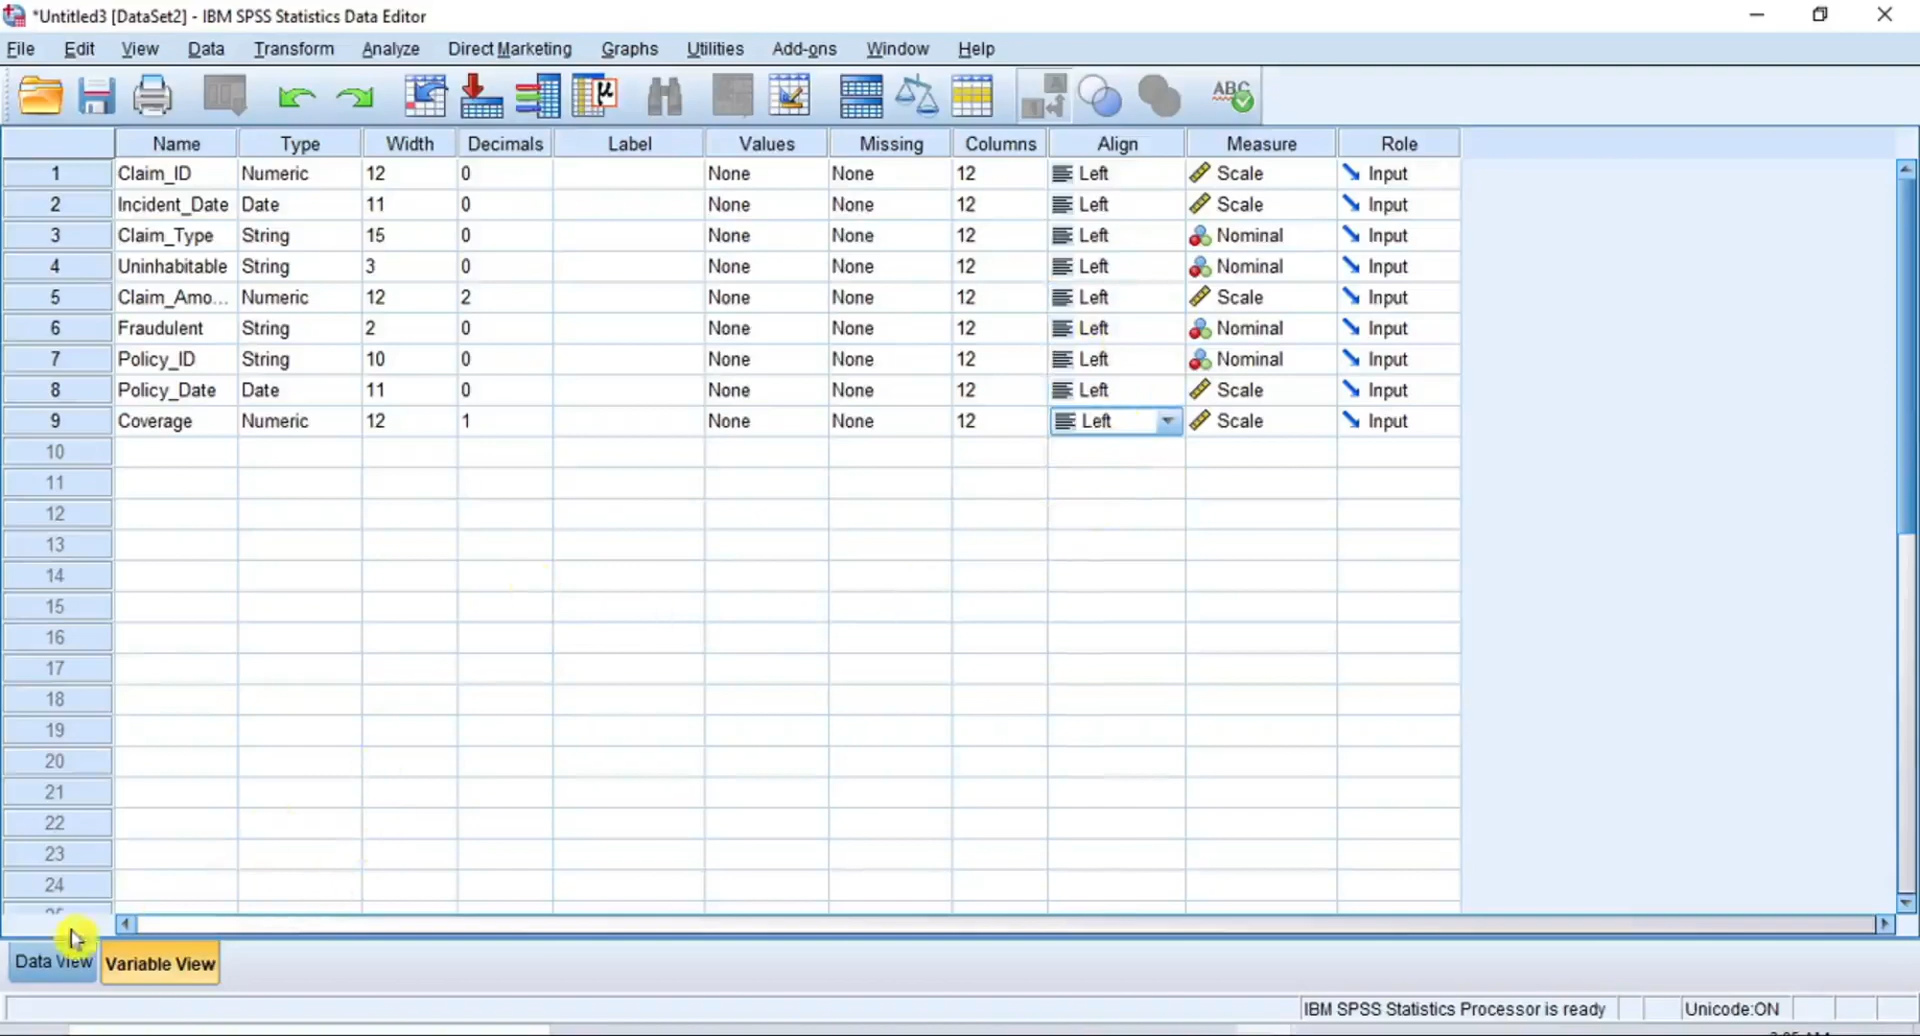 *Untitled3 [DataSet2] - IBM SPSS Statistics Data Editor
File Edit View Data Transform Analyze Direct Marketing Graphs Utilities Add-ons Window Help
μ A ABC
Name Type Width Decimals Label Values Missing Columns Align Measure Role
1 Claim_ID Numeric 12 0 None None 12 Left Scale Input
2 Incident_Date Date 11 0 None None 12 Left Scale Input
3 Claim_Type String 15 0 None None 12 Left Nominal Input
4 Uninhabitable String 3 0 None None 12 Left Nominal Input
5 Claim_Amo... Numeric 12 2 None None 12 Left Scale Input
6 Fraudulent String 2 0 None None 12 Left Nominal Input
7 Policy_ID String 10 0 None None 12 Left Nominal Input
8 Policy_Date Date 11 0 None None 12 Left Scale Input
9 Coverage Numeric 12 1 None None 12 Left Scale Input
10
11
12
13
14
15
16
17
18
19
20
21
22
23
24
Data View Variable View
IBM SPSS Statistics Processor is ready Unicode:ON